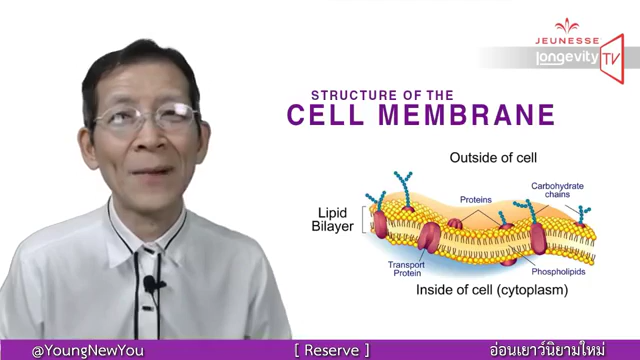 JEUNESSE
longevity TV
STRUCTURE OF THE
CELL MEMBRANE
Outside of cell
Carbohydrate
chains
Proteins
Lipid
Bilayer
Transport
Protein
Phospholipids
Inside of cell (cytoplasm)
@YoungNewYou
[ Reserve ]
อ่อนเยาว์นิยามใหม่